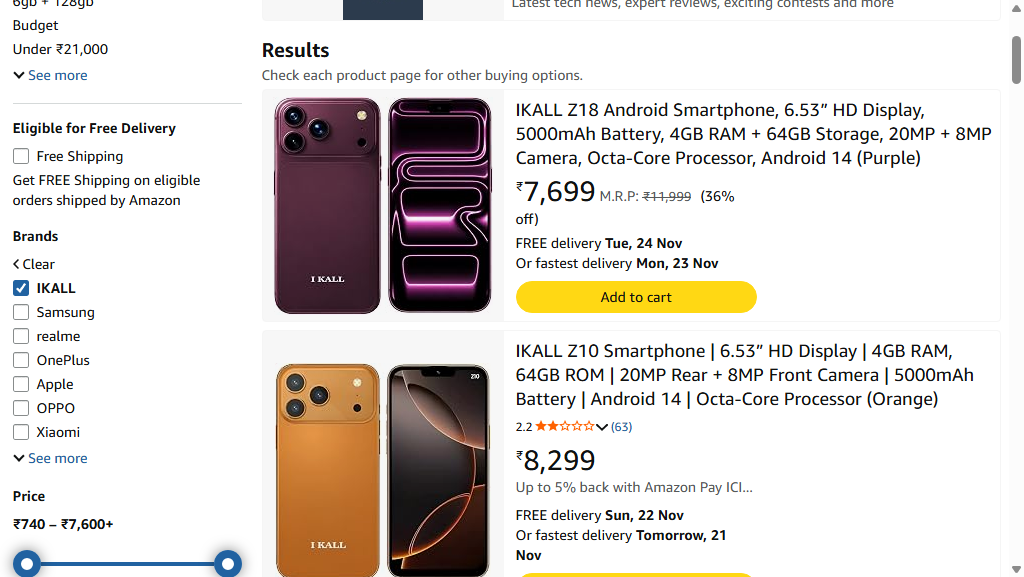 6gb + 128gb
Budget
Under ₹21,000
See more
Eligible for Free Delivery
Free Shipping
Get FREE Shipping on eligible
orders shipped by Amazon
Brands
Clear
IKALL
Samsung
realme
OnePlus
Apple
OPPO
Xiaomi
See more
Price
₹740 – ₹7,600+
Latest tech news, expert reviews, exciting contests and more
Results
Check each product page for other buying options.
I KALL
IKALL Z18 Android Smartphone, 6.53” HD Display,
5000mAh Battery, 4GB RAM + 64GB Storage, 20MP + 8MP
Camera, Octa-Core Processor, Android 14 (Purple)
₹7,699 M.R.P: ₹11,999 (36%
off)
FREE delivery Tue, 24 Nov
Or fastest delivery Mon, 23 Nov
Add to cart
Z10
I KALL
IKALL Z10 Smartphone | 6.53” HD Display | 4GB RAM,
64GB ROM | 20MP Rear + 8MP Front Camera | 5000mAh
Battery | Android 14 | Octa-Core Processor (Orange)
2.2 (63)
₹8,299
Up to 5% back with Amazon Pay ICI...
FREE delivery Sun, 22 Nov
Or fastest delivery Tomorrow, 21
Nov